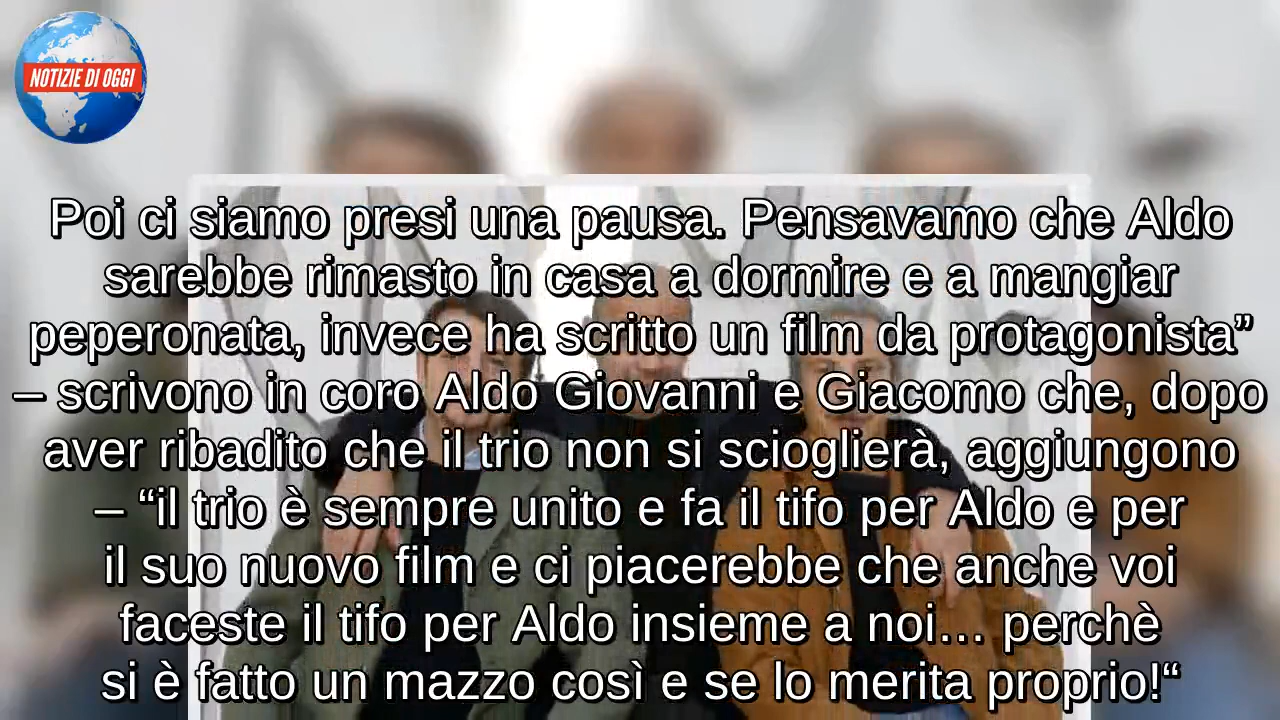 NOTIZIE DI OGGI
Poi ci siamo presi una pausa. Pensavamo che Aldo
sarebbe rimasto in casa a dormire e a mangiar
peperonata, invece ha scritto un film da protagonista”
– scrivono in coro Aldo Giovanni e Giacomo che, dopo
aver ribadito che il trio non si scioglierà, aggiungono
– “il trio è sempre unito e fa il tifo per Aldo e per
il suo nuovo film e ci piacerebbe che anche voi
faceste il tifo per Aldo insieme a noi… perchè
si è fatto un mazzo così e se lo merita proprio!“